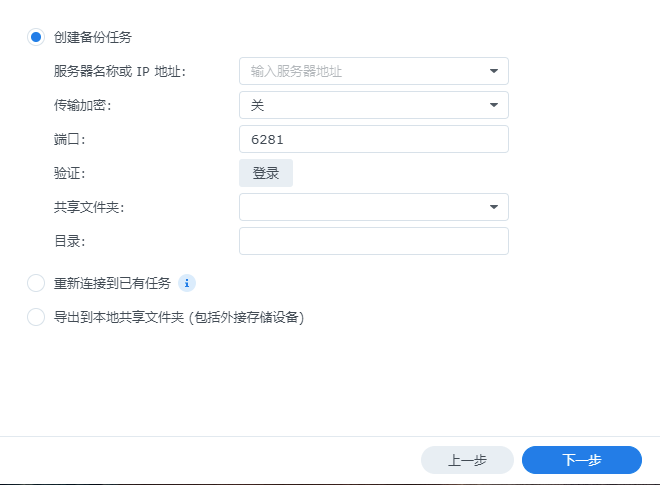 创建备份任务
服务器名称或 IP 地址:
输入服务器地址
传输加密:
关
端口:
6281
验证:
登录
共享文件夹:
目录:
重新连接到已有任务
i
导出到本地共享文件夹 (包括外接存储设备)
上一步
下一步